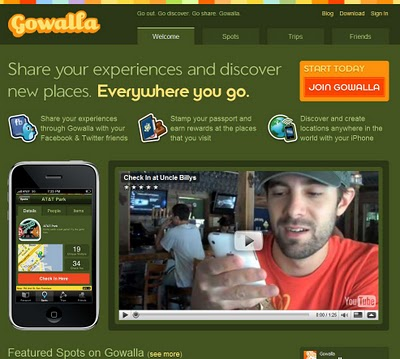 Gowalla
Go out. Go discover. Go share. Gowalla.
Blog Download Sign In
Welcome Spots Trips Friends
Share your experiences and discover
new places. Everywhere you go.
START TODAY
JOIN GOWALLA
Share your experiences
through Gowalla with your
Facebook & Twitter friends
Stamp your passport and
earn rewards at the places
that you visit
Discover and create
locations anywhere in the
world with your iPhone
AT&T Park
Details People Items
19
34
Check In Here
Check In at Uncle Billys
YouTube
0:00 / 1:25
Featured Spots on Gowalla (see more)
Gowalla